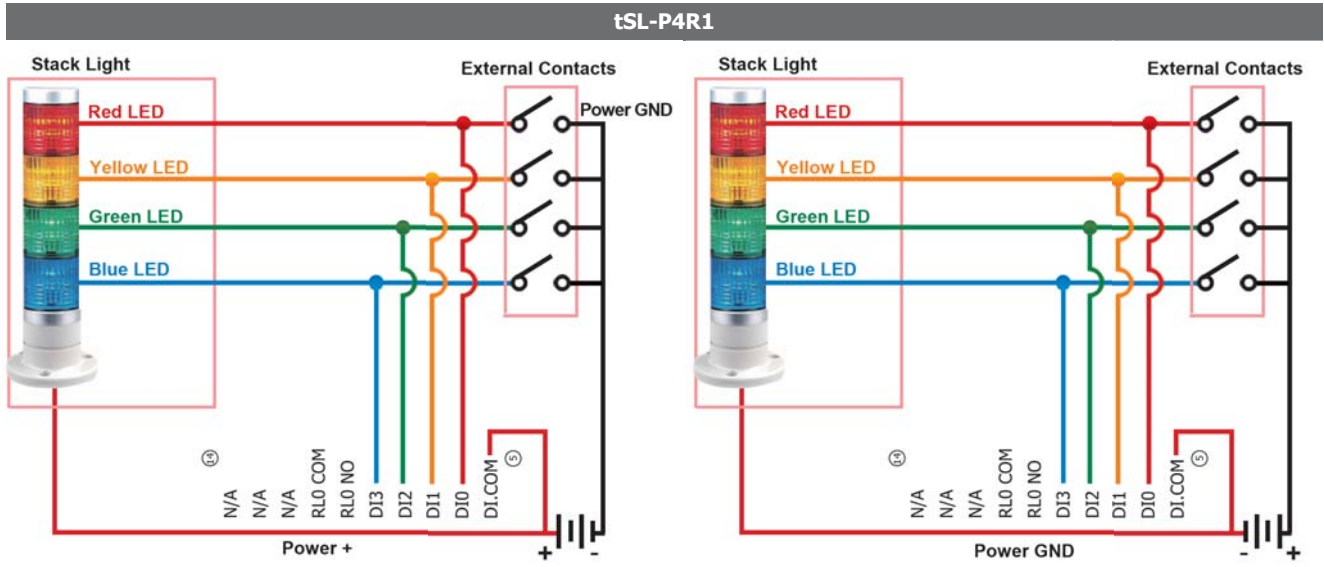 tSL-P4R1
Stack Light
External Contacts
Red LED
Power GND
Yellow LED
Green LED
Blue LED
14
N/A
N/A
N/A
RL0 COM
RL0 NO
DI3
DI2
DI1
DI0
DI.COM
5
Power +
+
-
Stack Light
External Contacts
Red LED
Yellow LED
Green LED
Blue LED
14
N/A
N/A
N/A
RL0 COM
RL0 NO
DI3
DI2
DI1
DI0
DI.COM
5
Power GND
-
+